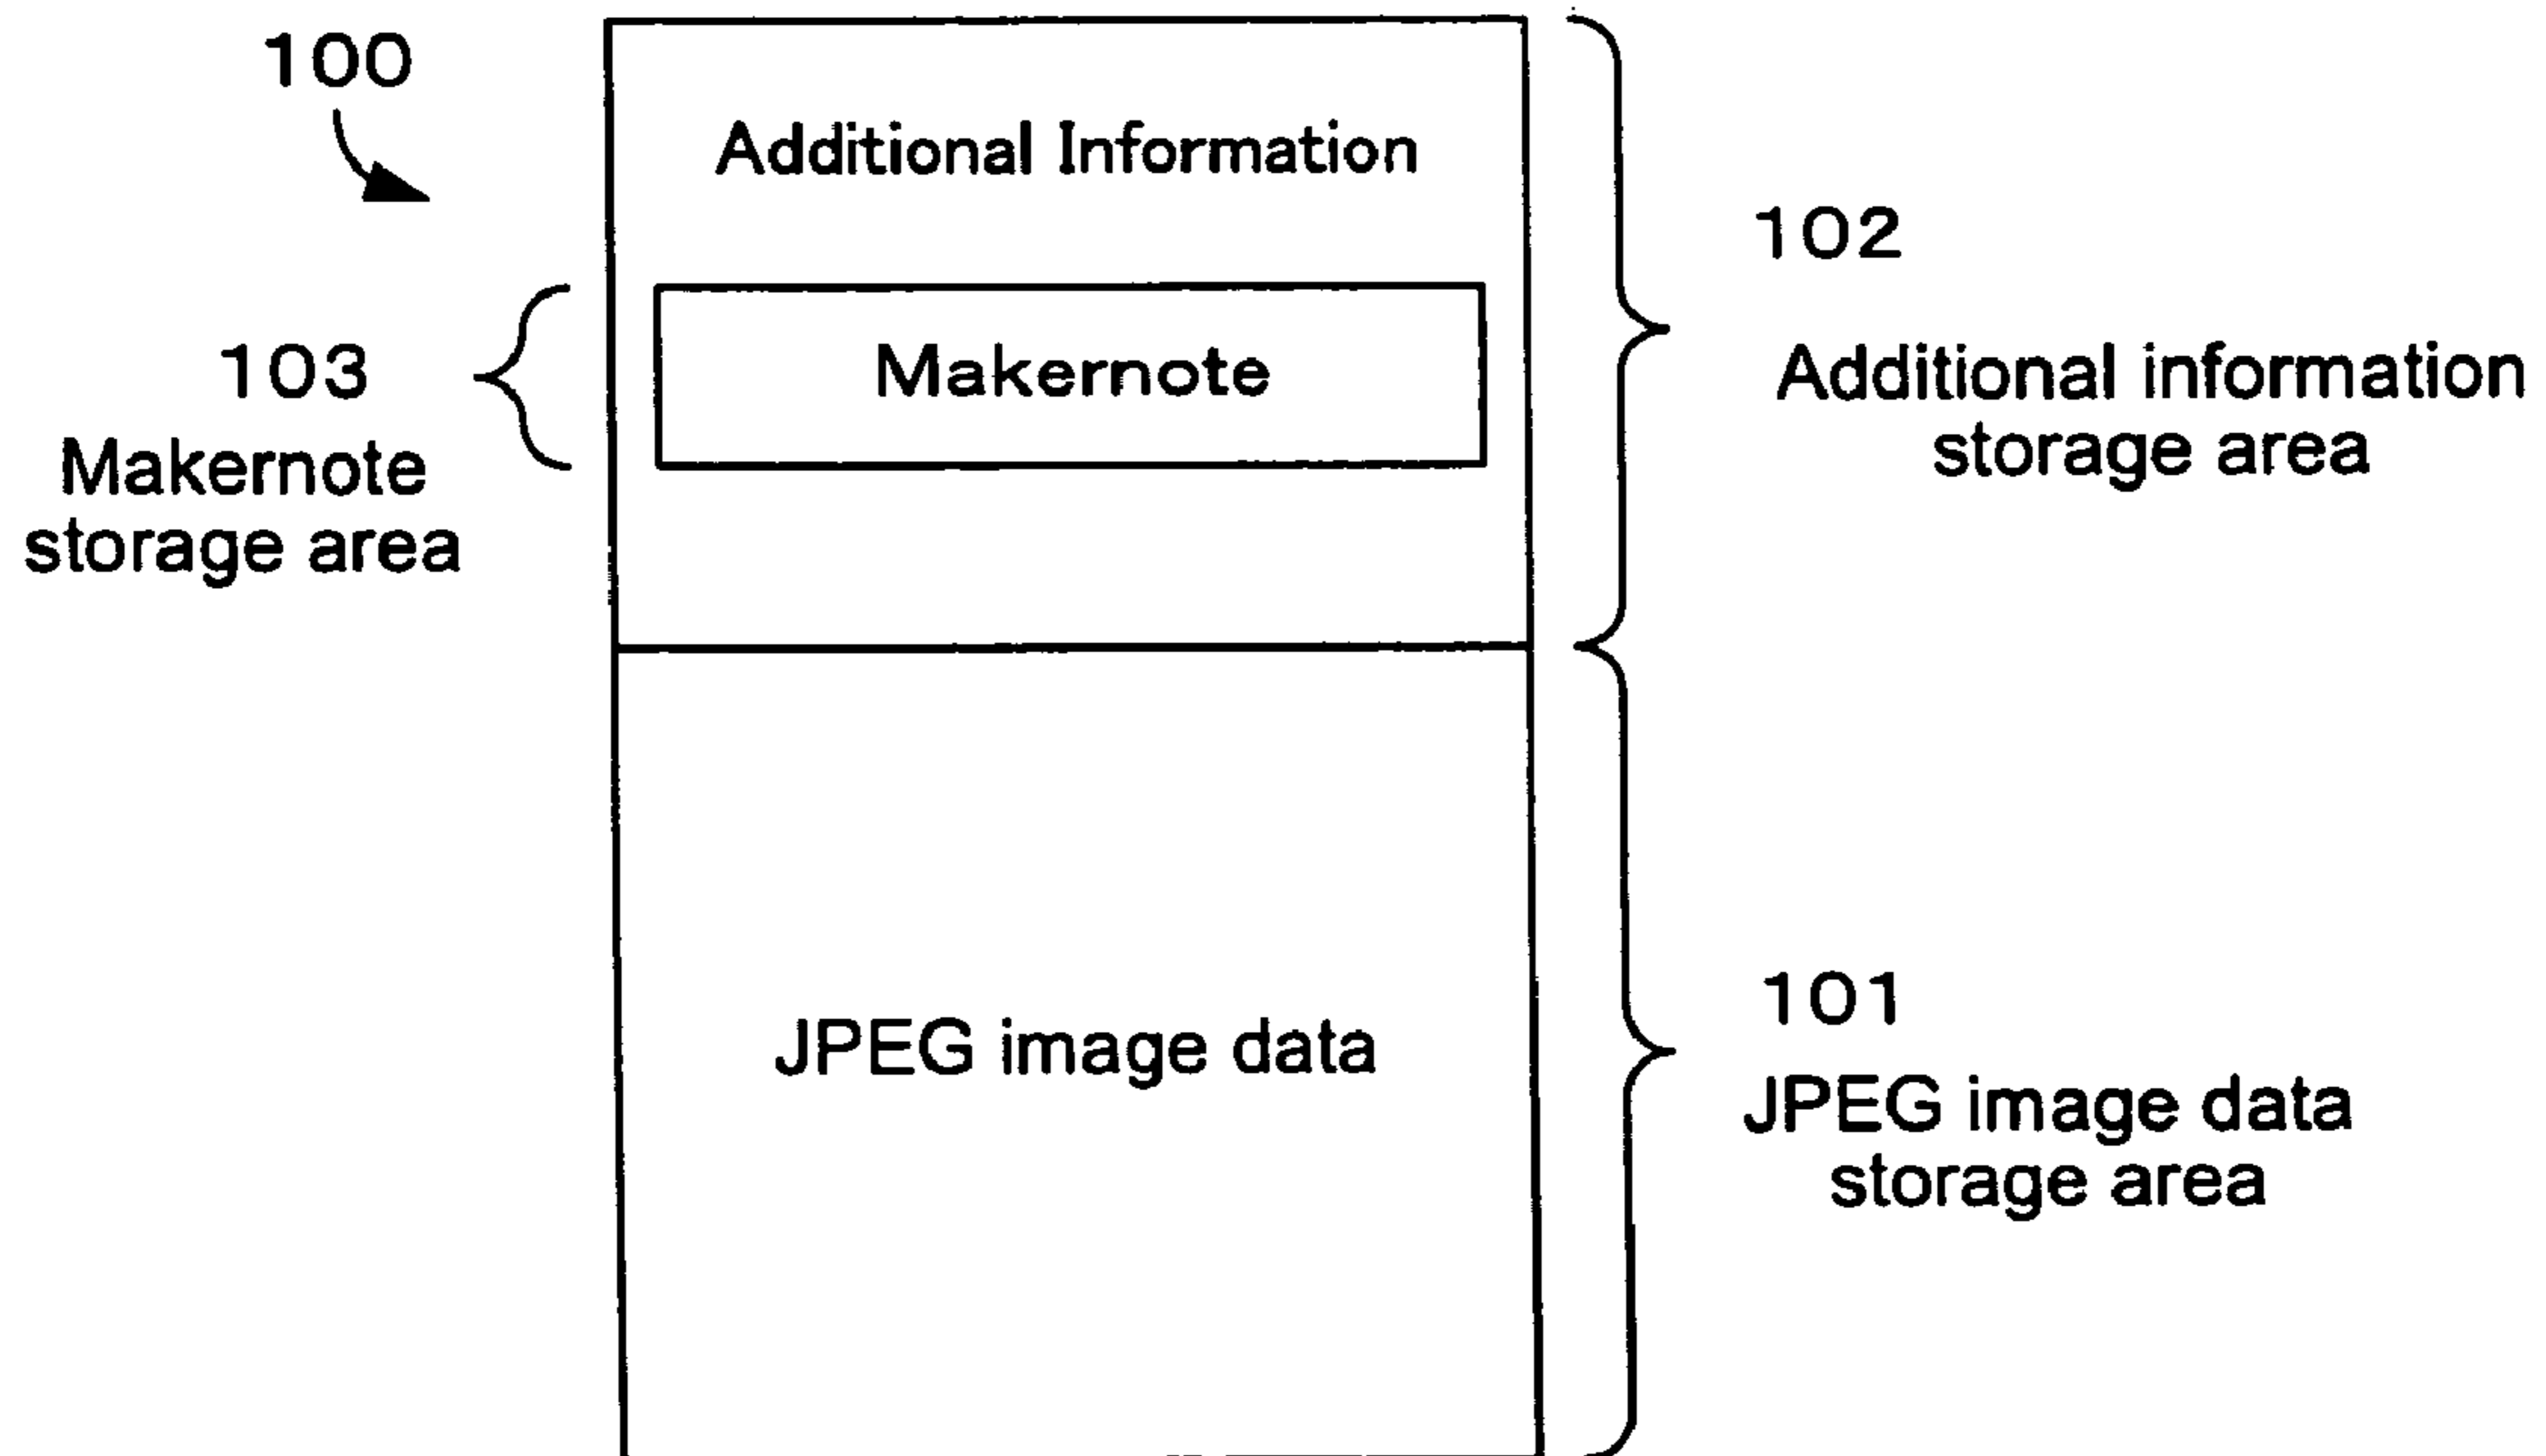 100
Additional Information
102
Additional information
storage area
103
Makernote
storage area
Makernote
101
JPEG image data
storage area
JPEG image data